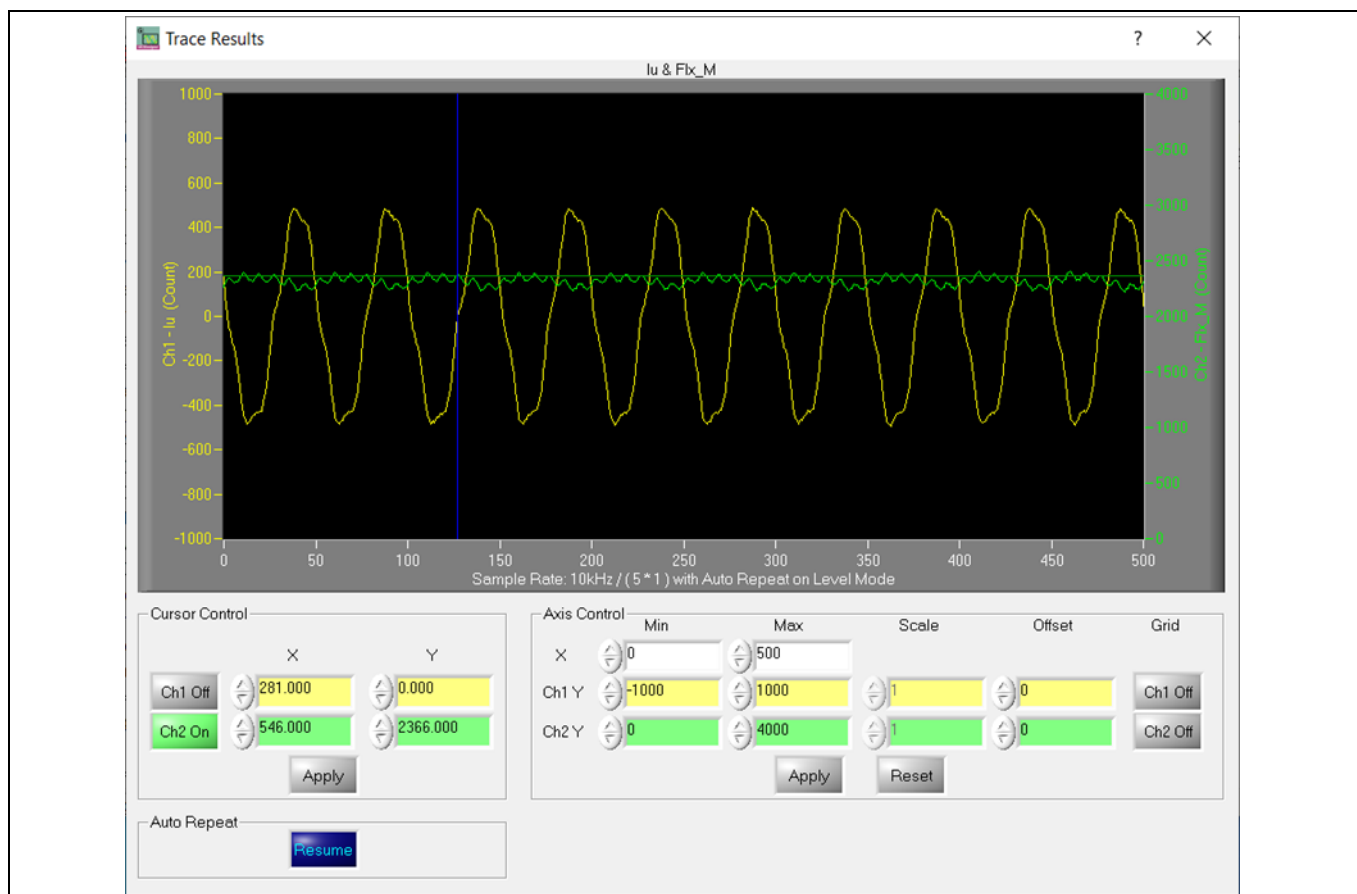 Trace Results
?
Iu & Flx_M
1000
800
600
400
200
0
-200
-400
-600
-800
-1000
Ch1 - Iu (Count)
4000
3500
3000
2500
2000
1500
1000
500
0
Ch2 - Flx_M (Count)
0 50 100 150 200 250 300 350 400 450 500
Sample Rate: 10kHz / ( 5 * 1 ) with Auto Repeat on Level Mode
Cursor Control
X Y
Ch1 Off 281.000 0.000
Ch2 On 546.000 2366.000
Apply
Axis Control
Min Max Scale Offset Grid
X 0 500
Ch1 Y -1000 1000 1 0 Ch1 Off
Ch2 Y 0 4000 1 0 Ch2 Off
Apply Reset
Auto Repeat
Resume